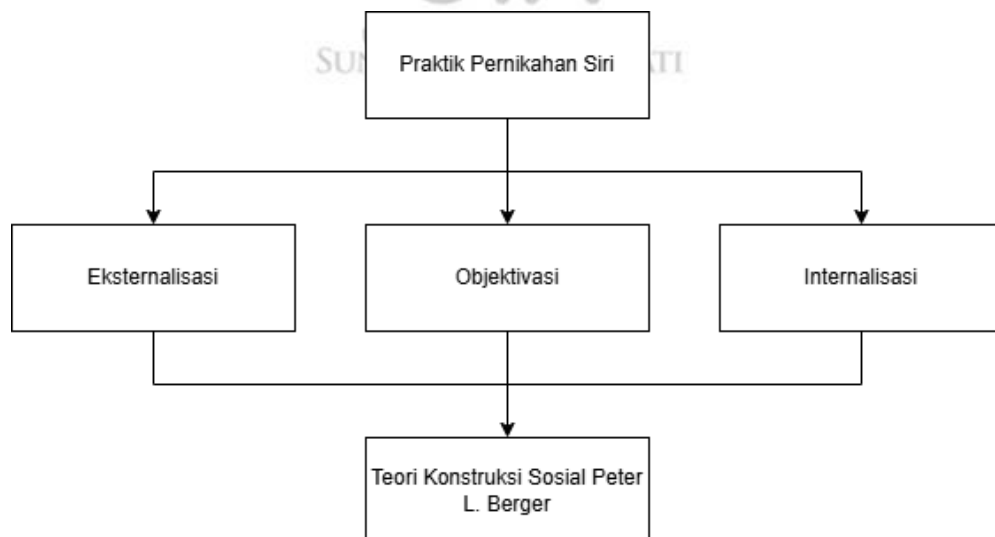 Praktik Pernikahan Siri
Eksternalisasi
Objektivasi
Internalisasi
Teori Konstruksi Sosial Peter
L. Berger